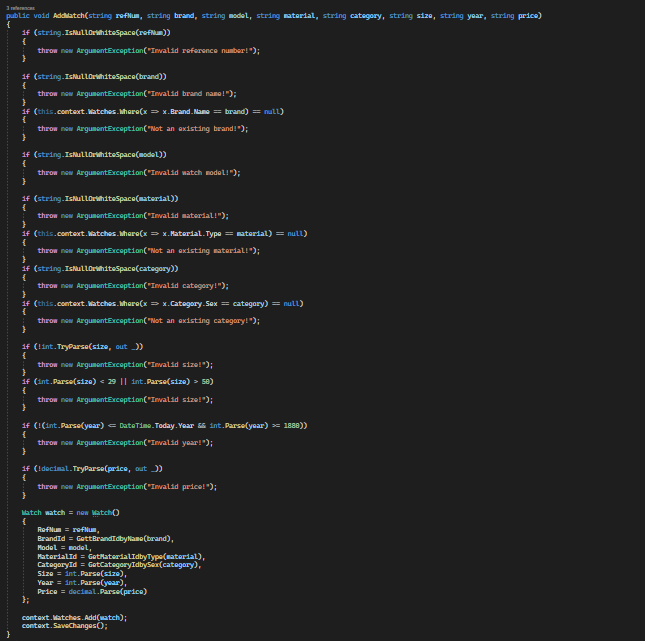 3 references
public void AddWatch(string refNum, string brand, string model, string material, string category, string size, string year, string price)
{
if (string.IsNullOrWhiteSpace(refNum))
{
throw new ArgumentException("Invalid reference number!");
}
if (string.IsNullOrWhiteSpace(brand))
{
throw new ArgumentException("Invalid brand name!");
}
if (this.context.Watches.Where(x => x.Brand.Name == brand) == null)
{
throw new ArgumentException("Not an existing brand!");
}
if (string.IsNullOrWhiteSpace(model))
{
throw new ArgumentException("Invalid watch model!");
}
if (string.IsNullOrWhiteSpace(material))
{
throw new ArgumentException("Invalid material!");
}
if (this.context.Watches.Where(x => x.Material.Type == material) == null)
{
throw new ArgumentException("Not an existing material!");
}
if (string.IsNullOrWhiteSpace(category))
{
throw new ArgumentException("Invalid category!");
}
if (this.context.Watches.Where(x => x.Category.Sex == category) == null)
{
throw new ArgumentException("Not an existing category!");
}
if (!int.TryParse(size, out _))
{
throw new ArgumentException("Invalid size!");
}
if (int.Parse(size) < 29 || int.Parse(size) > 50)
{
throw new ArgumentException("Invalid size!");
}
if (!(int.Parse(year) <= DateTime.Today.Year && int.Parse(year) >= 1880))
{
throw new ArgumentException("Invalid year!");
}
if (!decimal.TryParse(price, out _))
{
throw new ArgumentException("Invalid price!");
}
Watch watch = new Watch()
{
RefNum = refNum,
BrandId = GettBrandIdbyName(brand),
Model = model,
MaterialId = GetMaterialIdbyType(material),
CategoryId = GetCategoryIdbySex(category),
Size = int.Parse(size),
Year = int.Parse(year),
Price = decimal.Parse(price)
};
context.Watches.Add(watch);
context.SaveChanges();
}